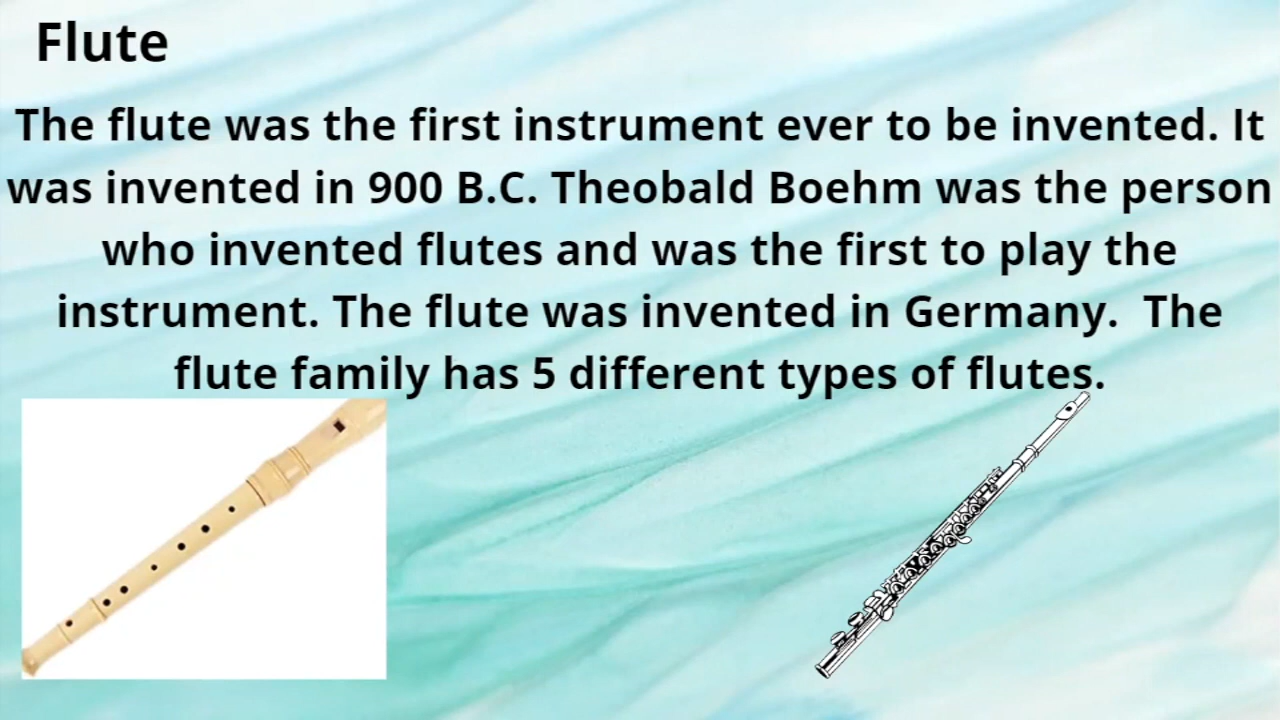 Flute
The flute was the first instrument ever to be invented. It
was invented in 900 B.C. Theobald Boehm was the person
who invented flutes and was the first to play the
instrument. The flute was invented in Germany.  The
flute family has 5 different types of flutes.